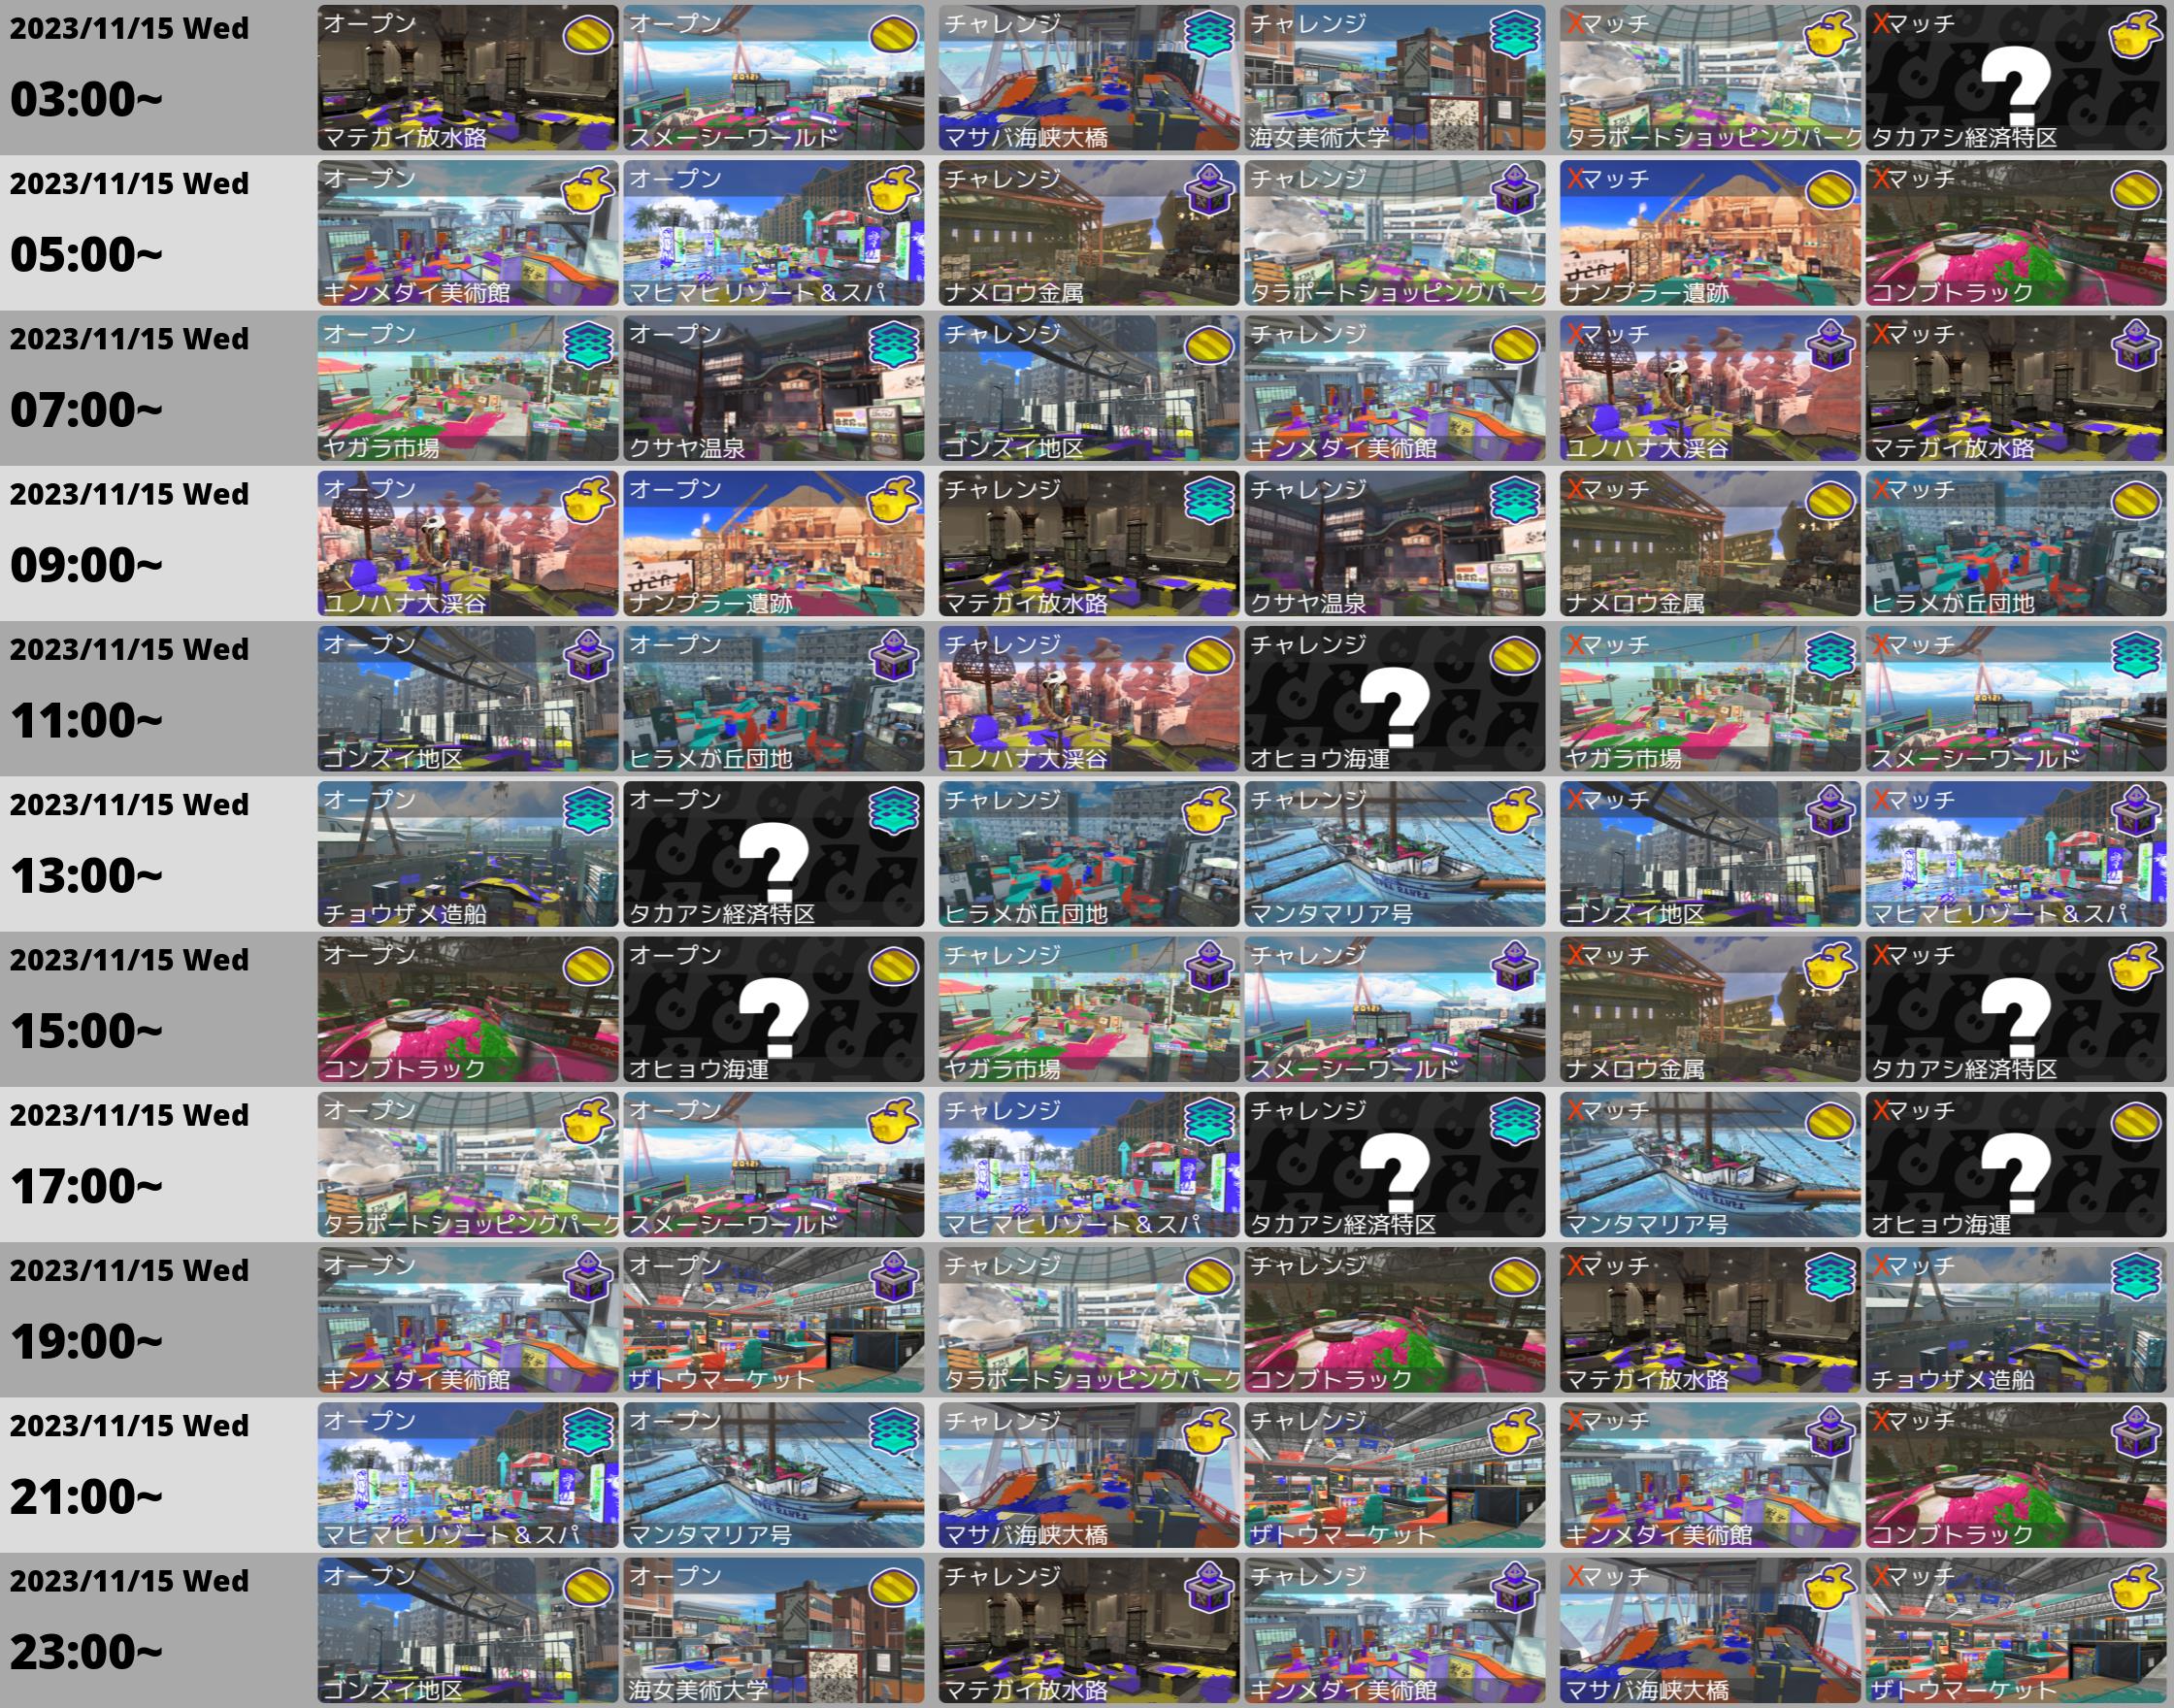 2023/11/15 Wed
03:00~
オープン オープン チャレンジ チャレンジ Xマッチ Xマッチ
マテガイ放水路 スメーシーワールド マサバ海峡大橋 海女美術大学 タラポートショッピングパーク タカアシ経済特区
2023/11/15 Wed
05:00~
オープン オープン チャレンジ チャレンジ Xマッチ Xマッチ
キンメダイ美術館 マヒマヒリゾート＆スパ ナメロウ金属 タラポートショッピングパーク ナンプラー遺跡 コンブトラック
2023/11/15 Wed
07:00~
オープン オープン チャレンジ チャレンジ Xマッチ Xマッチ
ヤガラ市場 クサヤ温泉 ゴンズイ地区 キンメダイ美術館 ユノハナ大渓谷 マテガイ放水路
2023/11/15 Wed
09:00~
オープン オープン チャレンジ チャレンジ Xマッチ Xマッチ
ユノハナ大渓谷 ナンプラー遺跡 マテガイ放水路 クサヤ温泉 ナメロウ金属 ヒラメが丘団地
2023/11/15 Wed
11:00~
オープン オープン チャレンジ チャレンジ Xマッチ Xマッチ
ゴンズイ地区 ヒラメが丘団地 ユノハナ大渓谷 オヒョウ海運 ヤガラ市場 スメーシーワールド
2023/11/15 Wed
13:00~
オープン オープン チャレンジ チャレンジ Xマッチ Xマッチ
チョウザメ造船 タカアシ経済特区 ヒラメが丘団地 マンタマリア号 ゴンズイ地区 マヒマヒリゾート＆スパ
2023/11/15 Wed
15:00~
オープン オープン チャレンジ チャレンジ Xマッチ Xマッチ
コンブトラック オヒョウ海運 ヤガラ市場 スメーシーワールド ナメロウ金属 タカアシ経済特区
2023/11/15 Wed
17:00~
オープン オープン チャレンジ チャレンジ Xマッチ Xマッチ
タラポートショッピングパーク スメーシーワールド マヒマヒリゾート＆スパ タカアシ経済特区 マンタマリア号 オヒョウ海運
2023/11/15 Wed
19:00~
オープン オープン チャレンジ チャレンジ Xマッチ Xマッチ
キンメダイ美術館 ザトウマーケット タラポートショッピングパーク コンブトラック マテガイ放水路 チョウザメ造船
2023/11/15 Wed
21:00~
オープン オープン チャレンジ チャレンジ Xマッチ Xマッチ
マヒマヒリゾート＆スパ マンタマリア号 マサバ海峡大橋 ザトウマーケット キンメダイ美術館 コンブトラック
2023/11/15 Wed
23:00~
オープン オープン チャレンジ チャレンジ Xマッチ Xマッチ
ゴンズイ地区 海女美術大学 マテガイ放水路 キンメダイ美術館 マサバ海峡大橋 ザトウマーケット